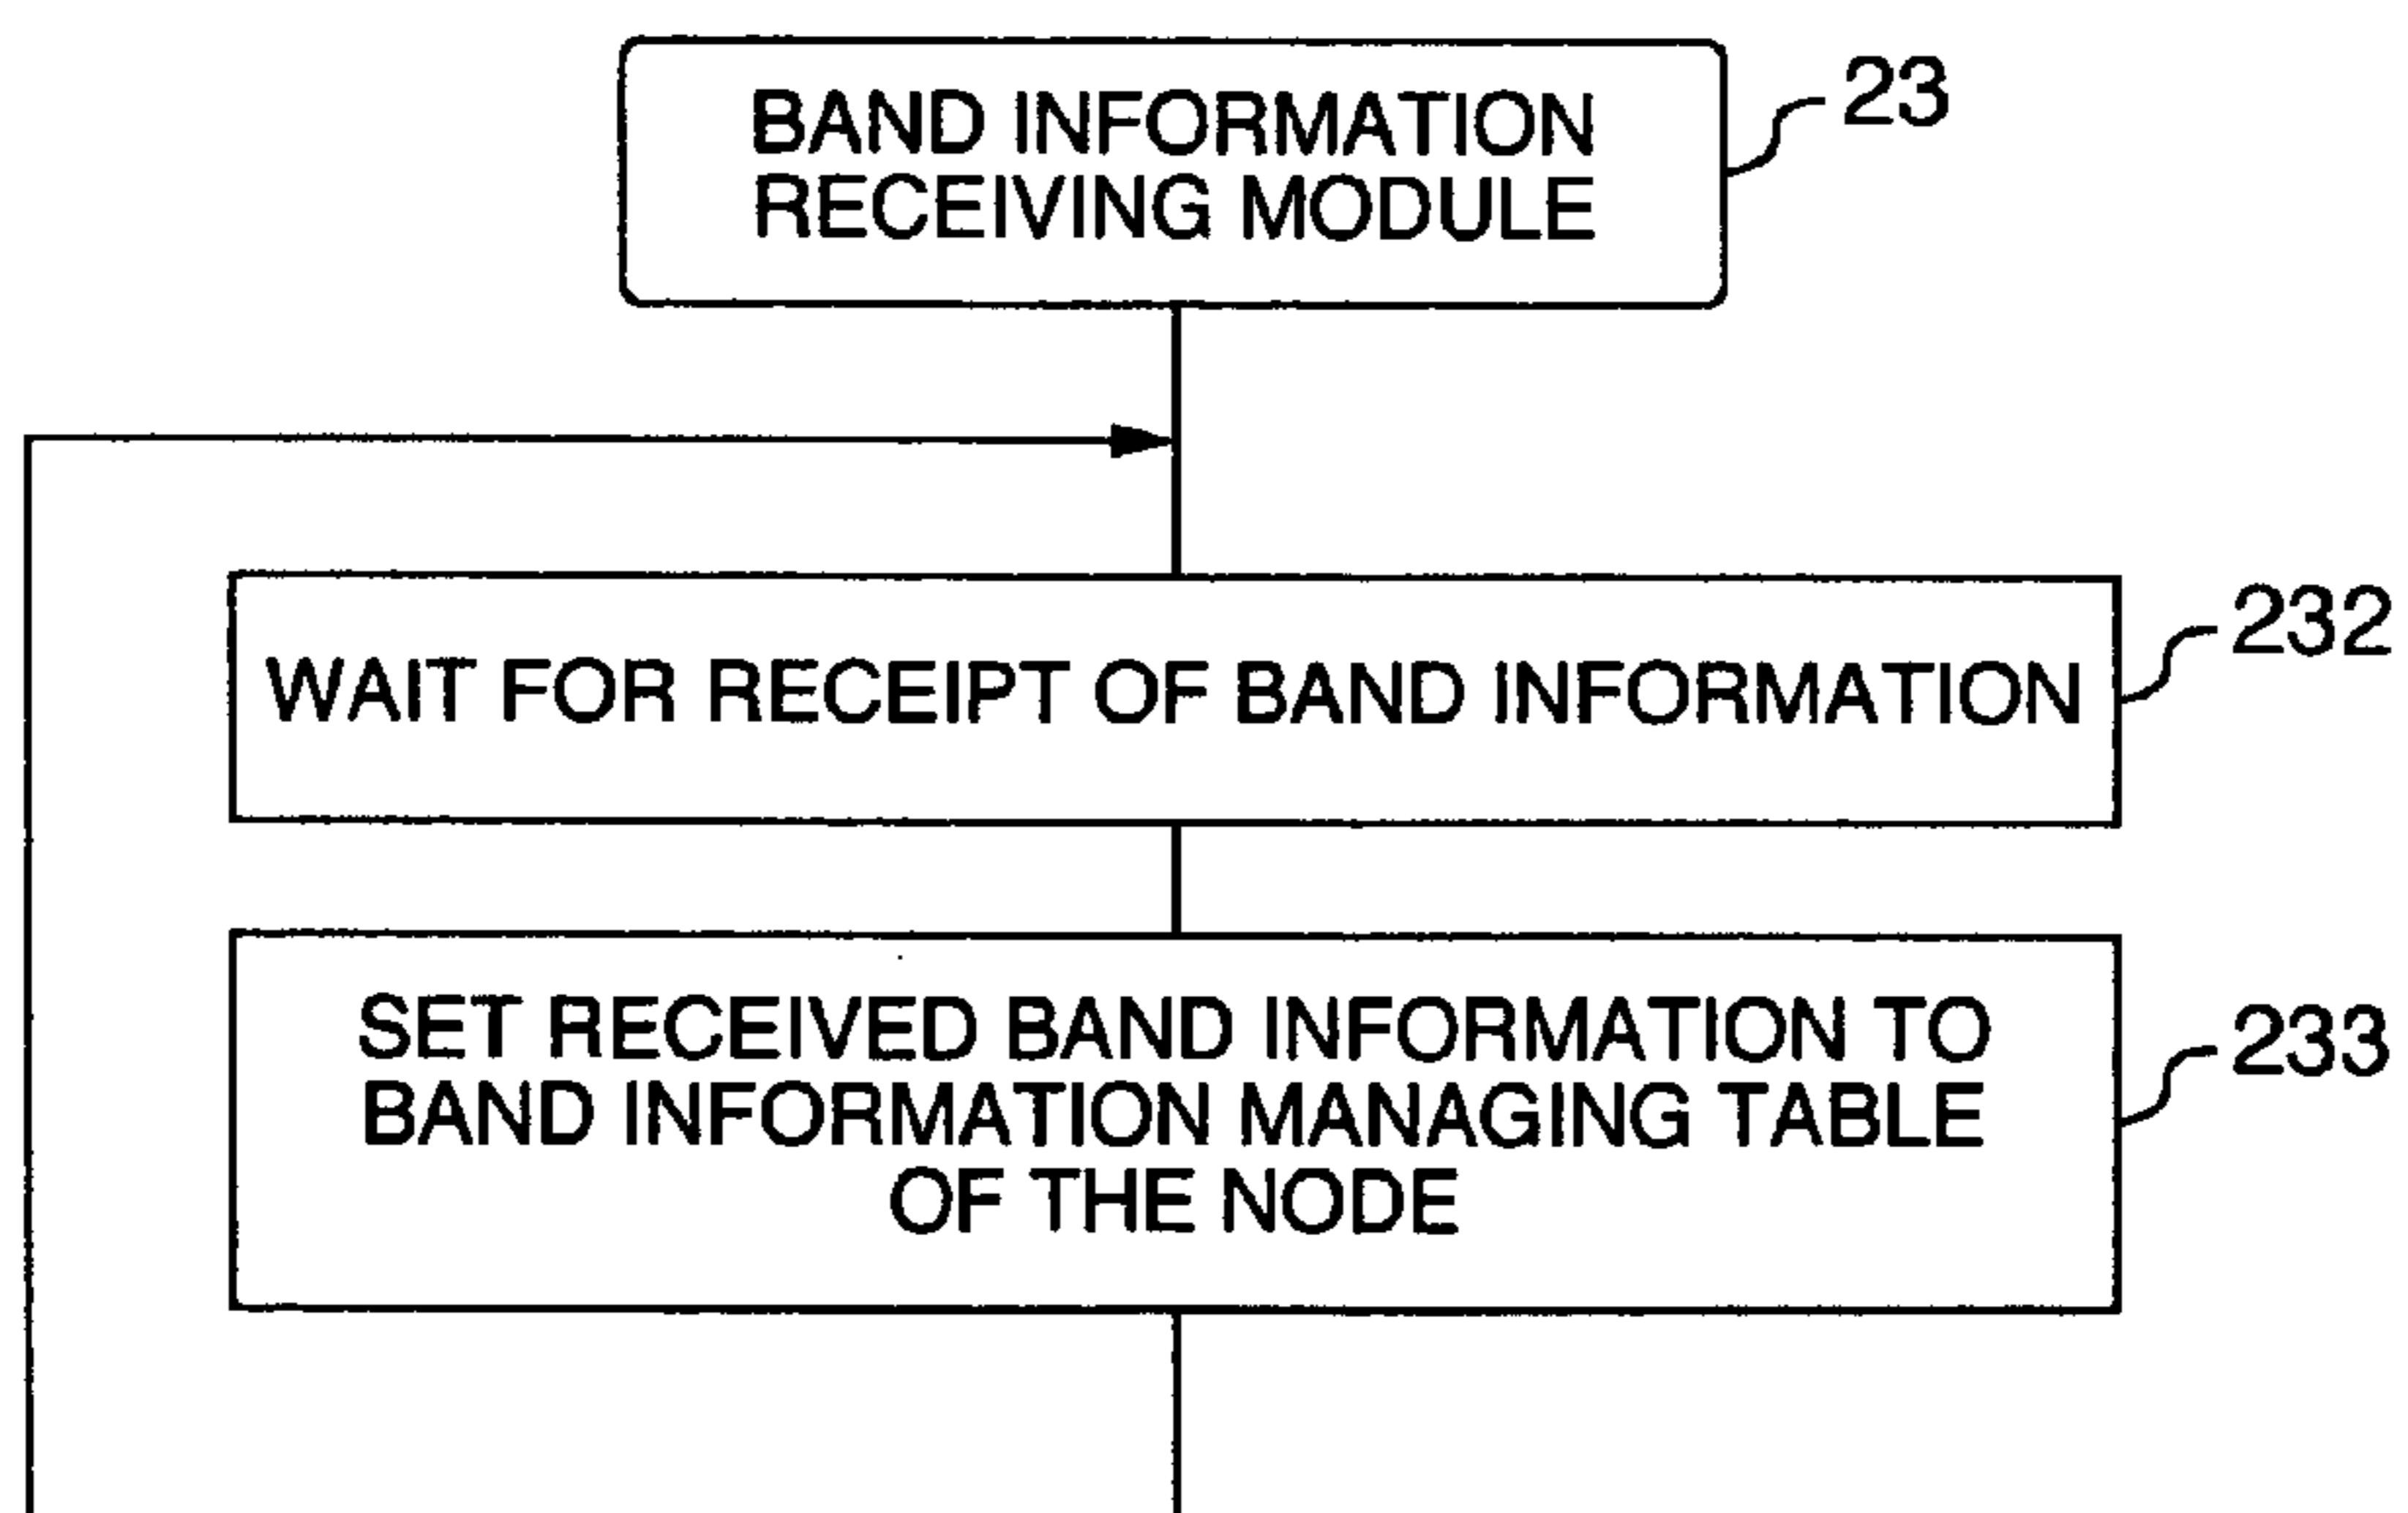 BAND INFORMATION
RECEIVING MODULE
23
WAIT FOR RECEIPT OF BAND INFORMATION
232
SET RECEIVED BAND INFORMATION TO
BAND INFORMATION MANAGING TABLE
OF THE NODE
233